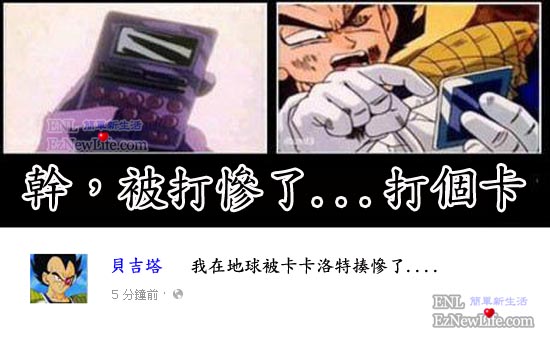 ENL 簡單新生活
EzNewLife.com
幹，被打慘了...打個卡
貝吉塔 我在地球被卡卡洛特揍慘了....
5 分鐘前・
ENL 簡單新生活
EzNewLife.com